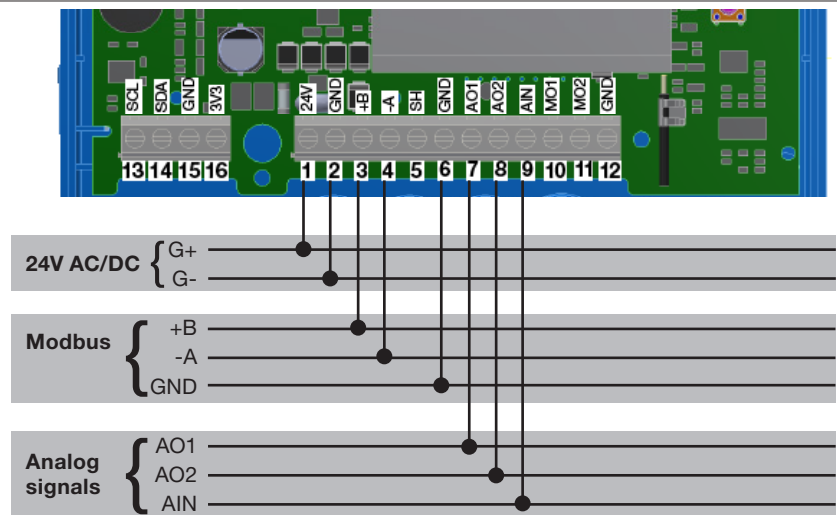 SCL SDA GND 3V3 24V GND +B -A SH GND AO1 AO2 AIN MO1 MO2 GND
13 14 15 16 1 2 3 4 5 6 7 8 9 10 11 12
24V AC/DC { G+
G-
Modbus { +B
-A
GND
Analog signals { AO1
AO2
AIN